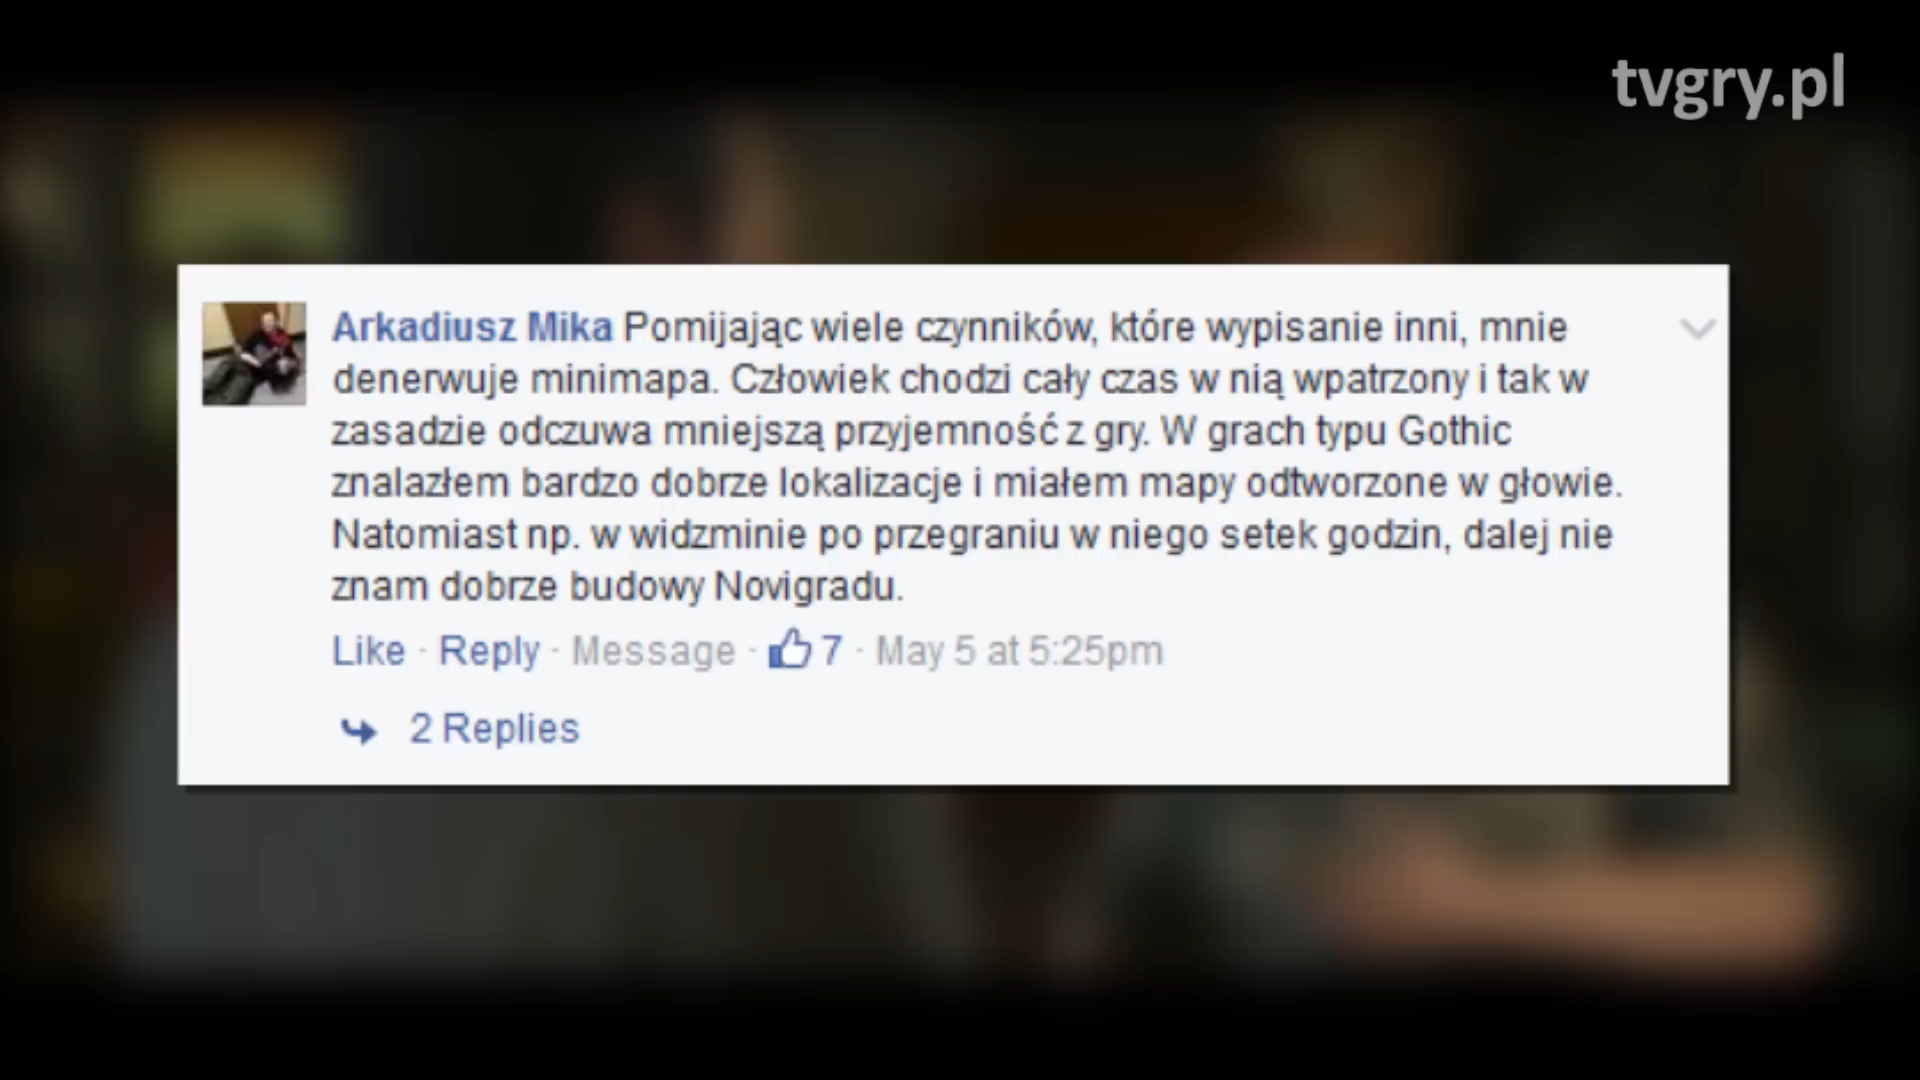 tvgry.pl
Arkadiusz Mika Pomijając wiele czynników, które wypisanie inni, mnie
denerwuje minimapa. Człowiek chodzi cały czas w nią wpatrzony i tak w
zasadzie odczuwa mniejszą przyjemność z gry. W grach typu Gothic
znalazłem bardzo dobrze lokalizacje i miałem mapy odtworzone w głowie.
Natomiast np. w widzminie po przegraniu w niego setek godzin, dalej nie
znam dobrze budowy Novigradu.
Like · Reply · Message · 7 · May 5 at 5:25pm
2 Replies